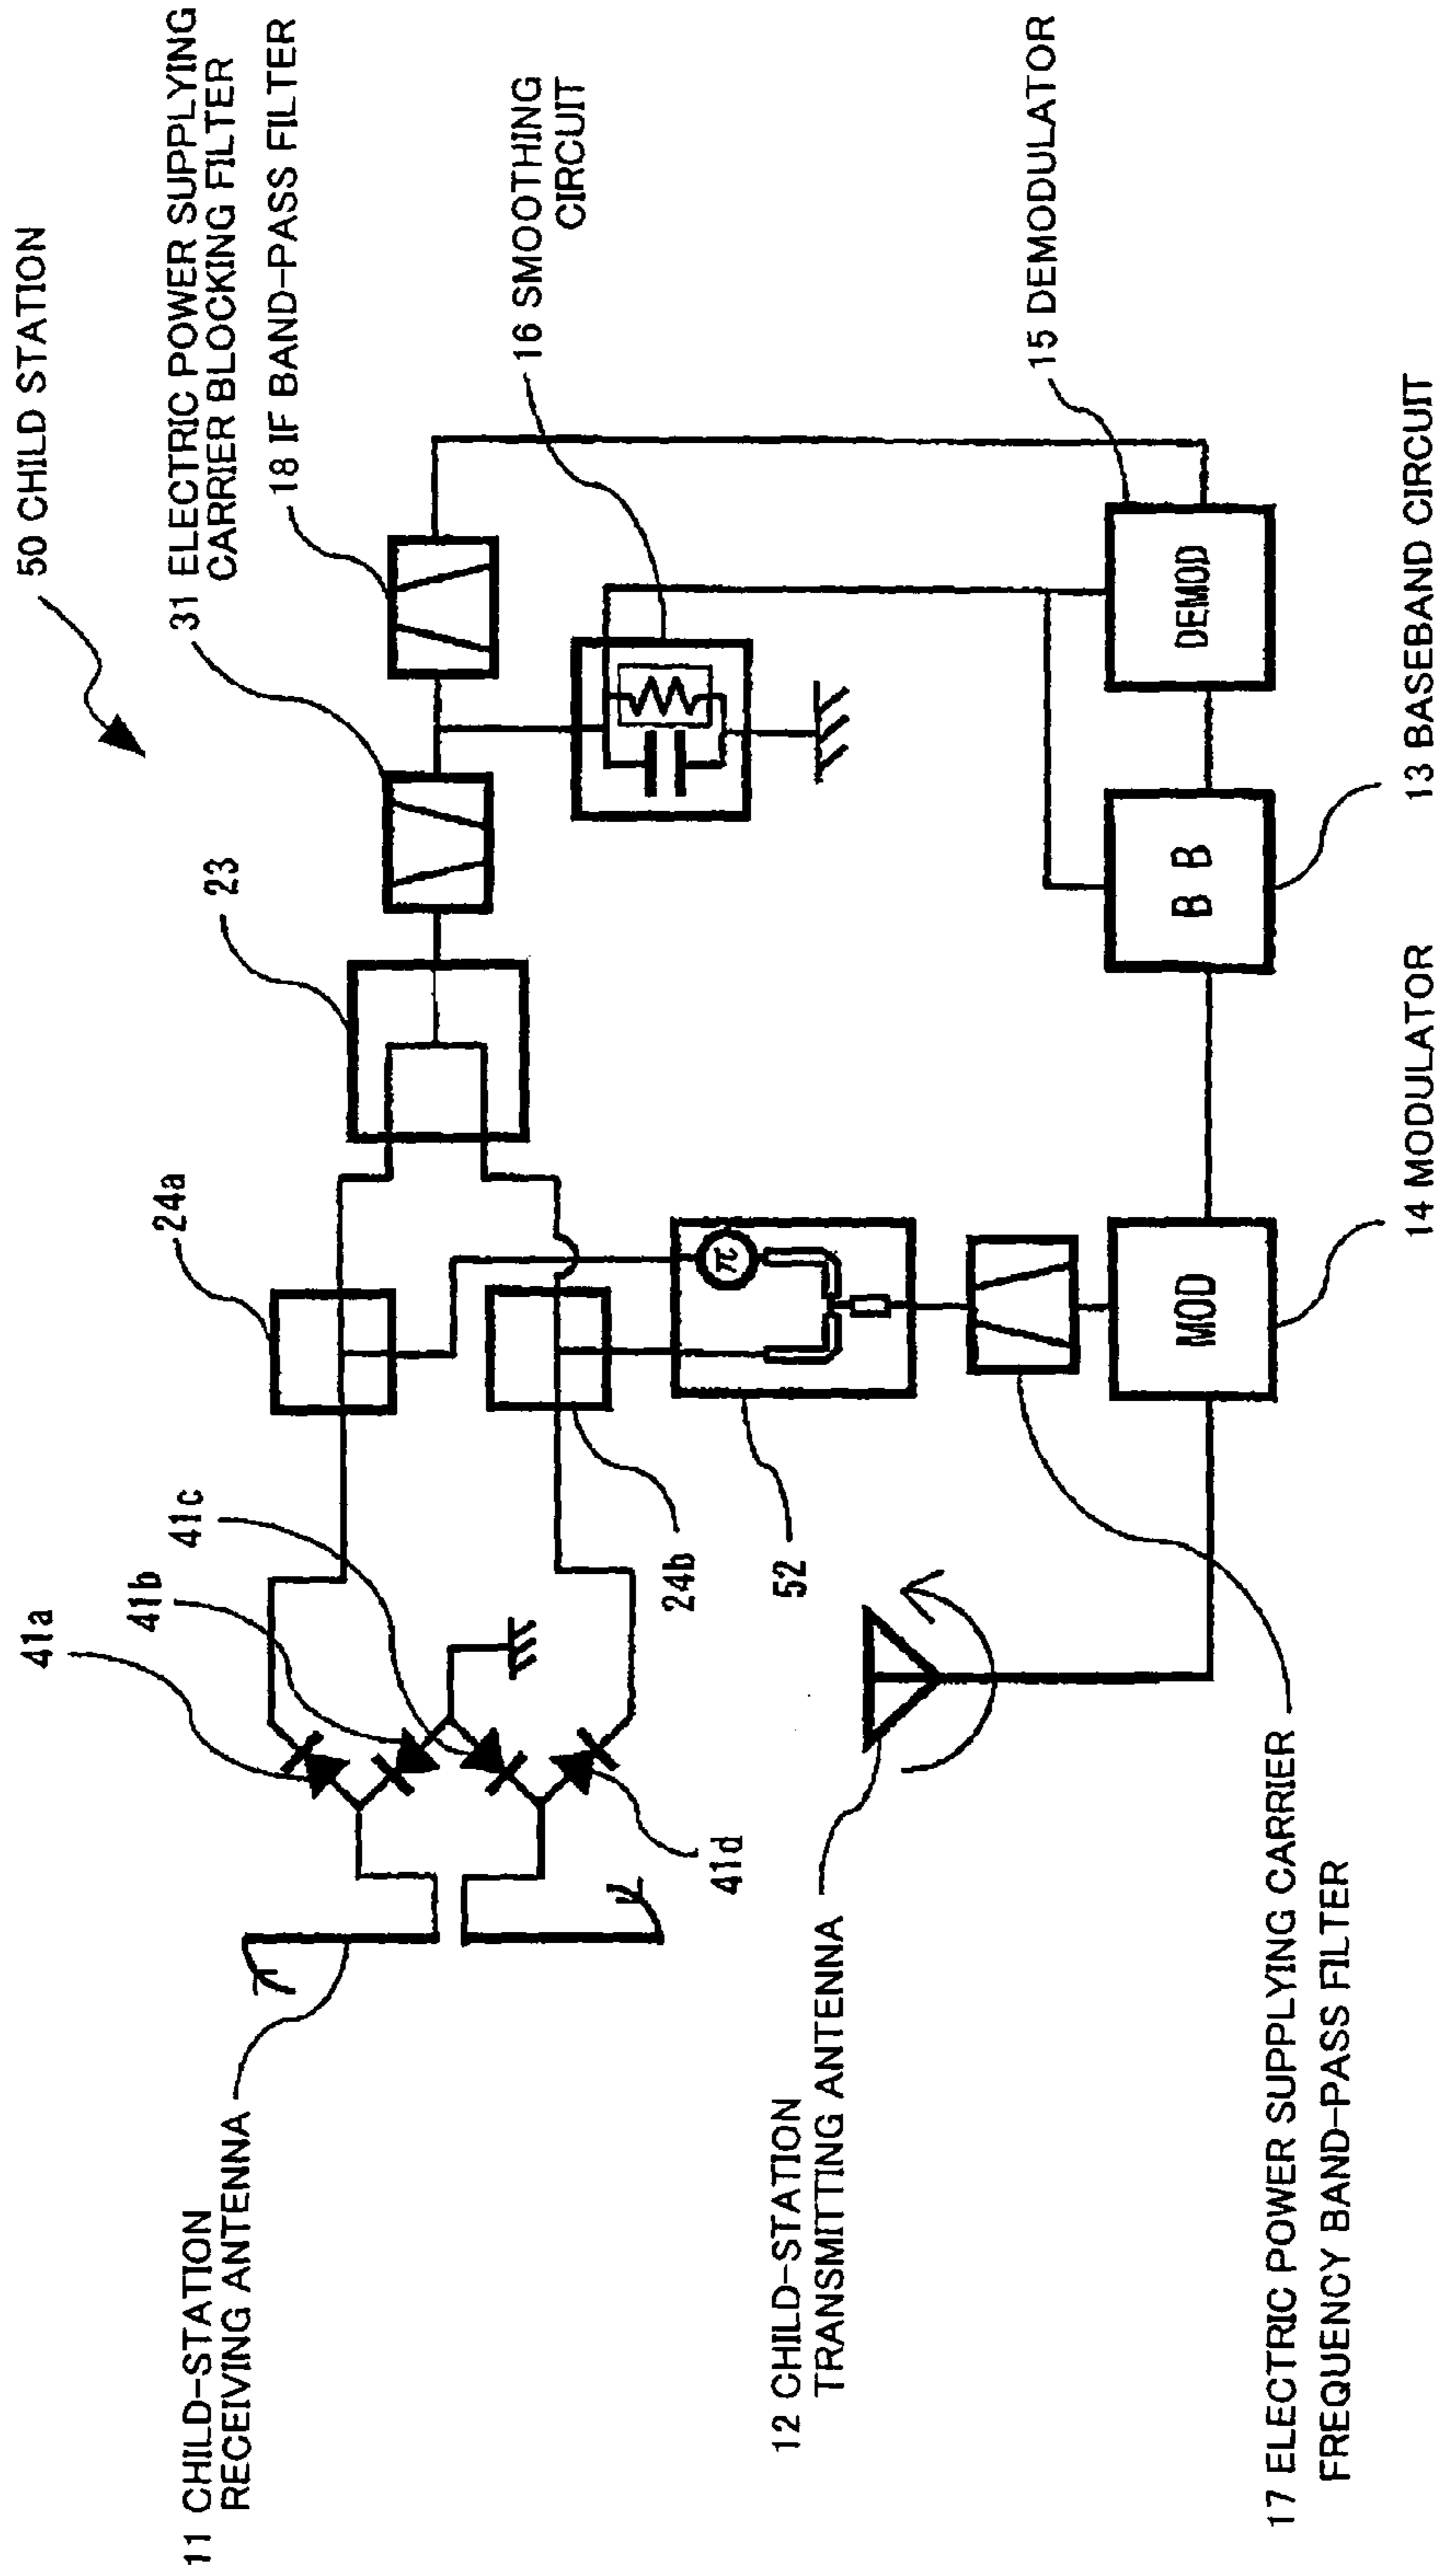 50 CHILD STATION
31 ELECTRIC POWER SUPPLYING
CARRIER BLOCKING FILTER
18 IF BAND-PASS FILTER
16 SMOOTHING
CIRCUIT
15 DEMODULATOR
23
24a
41a
41b
41c
24b
41d
52
π
DEMOD
B B
MOD
13 BASEBAND CIRCUIT
14 MODULATOR
11 CHILD-STATION
RECEIVING ANTENNA
12 CHILD-STATION
TRANSMITTING ANTENNA
17 ELECTRIC POWER SUPPLYING CARRIER
FREQUENCY BAND-PASS FILTER